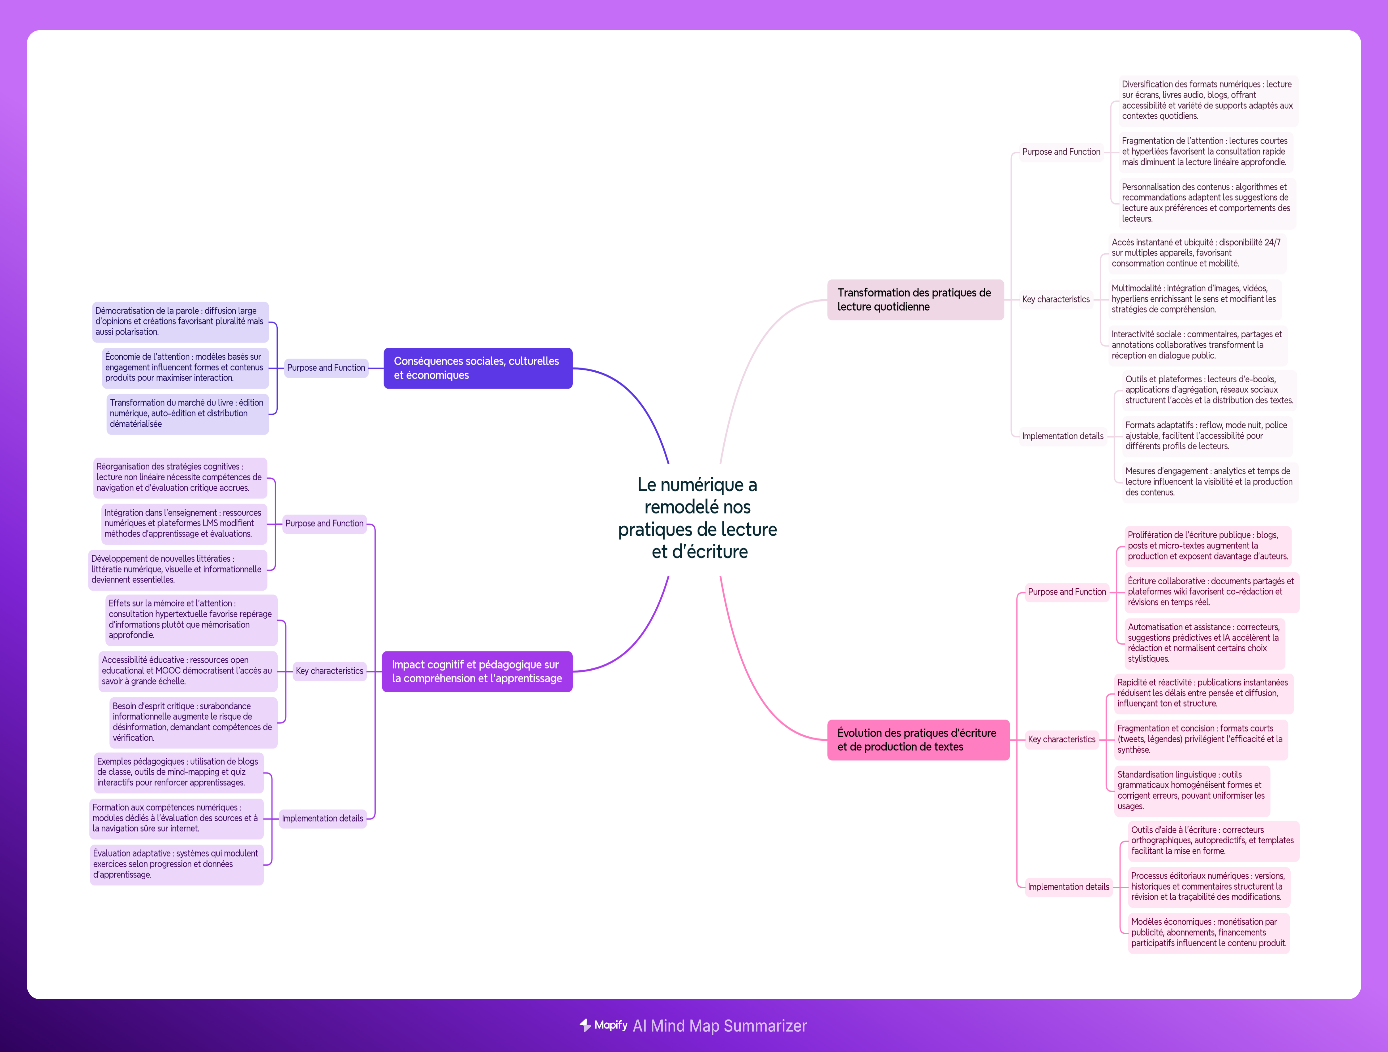 Le numérique a
remodelé nos
pratiques de lecture
et d'écriture
Transformation des pratiques de
lecture quotidienne
Purpose and Function
Diversification des formats numériques : lecture
sur écrans, livres audio, blogs, offrant
accessibilité et variété de supports adaptés aux
contextes quotidiens.
Fragmentation de l'attention : lectures courtes
et hyperliées favorisent la consultation rapide
mais diminuent la lecture linéaire approfondie.
Personnalisation des contenus : algorithmes et
recommandations adaptent les suggestions de
lecture aux préférences et comportements des
lecteurs.
Key characteristics
Accès instantané et ubiquité : disponibilité 24/7
sur multiples appareils, favorisant
consommation continue et mobilité.
Multimodalité : intégration d'images, vidéos,
hyperliens enrichissant le sens et modifiant les
stratégies de compréhension.
Interactivité sociale : commentaires, partages et
annotations collaboratives transforment la
réception en dialogue public.
Implementation details
Outils et plateformes : lecteurs d'e-books,
applications d'agrégation, réseaux sociaux
structurent l'accès et la distribution des textes.
Formats adaptatifs : reflow, mode nuit, police
ajustable, facilitent l'accessibilité pour
différents profils de lecteurs.
Mesures d'engagement : analytics et temps de
lecture influencent la visibilité et la production
des contenus.
Évolution des pratiques d'écriture
et de production de textes
Purpose and Function
Prolifération de l'écriture publique : blogs,
posts et micro-textes augmentent la
production et exposent davantage d'auteurs.
Écriture collaborative : documents partagés et
plateformes wiki favorisent co-rédaction et
révisions en temps réel.
Automatisation et assistance : correcteurs,
suggestions prédictives et IA accélèrent la
rédaction et normalisent certains choix
stylistiques.
Key characteristics
Rapidité et réactivité : publications instantanées
réduisent les délais entre pensée et diffusion,
influençant ton et structure.
Fragmentation et concision : formats courts
(tweets, légendes) privilégient l'efficacité et la
synthèse.
Standardisation linguistique : outils
grammaticaux homogénéisent formes et
corrigent erreurs, pouvant uniformiser les
usages.
Implementation details
Outils d'aide à l'écriture : correcteurs
orthographiques, autopredictifs, et templates
facilitant la mise en forme.
Processus éditoriaux numériques : versions,
historiques et commentaires structurent la
révision et la traçabilité des modifications.
Modèles économiques : monétisation par
publicité, abonnements, financements
participatifs influencent le contenu produit.
Conséquences sociales, culturelles
et économiques
Purpose and Function
Démocratisation de la parole : diffusion large
d'opinions et créations favorisant pluralité mais
aussi polarisation.
Économie de l'attention : modèles basés sur
engagement influencent formes et contenus
produits pour maximiser interaction.
Transformation du marché du livre : édition
numérique, auto-édition et distribution
dématérialisée
Impact cognitif et pédagogique sur
la compréhension et l'apprentissage
Purpose and Function
Réorganisation des stratégies cognitives :
lecture non linéaire nécessite compétences de
navigation et d'évaluation critique accrues.
Intégration dans l'enseignement : ressources
numériques et plateformes LMS modifient
méthodes d'apprentissage et évaluations.
Développement de nouvelles littératies :
littératie numérique, visuelle et informationnelle
deviennent essentielles.
Key characteristics
Effets sur la mémoire et l'attention :
consultation hypertextuelle favorise repérage
d'informations plutôt que mémorisation
approfondie.
Accessibilité éducative : ressources open
educational et MOOC démocratisent l'accès au
savoir à grande échelle.
Besoin d'esprit critique : surabondance
informationnelle augmente le risque de
désinformation, demandant compétences de
vérification.
Implementation details
Exemples pédagogiques : utilisation de blogs
de classe, outils de mind-mapping et quiz
interactifs pour renforcer apprentissages.
Formation aux compétences numériques :
modules dédiés à l'évaluation des sources et à
la navigation sûre sur internet.
Évaluation adaptative : systèmes qui modulent
exercices selon progression et données
d'apprentissage.
Mapify AI Mind Map Summarizer